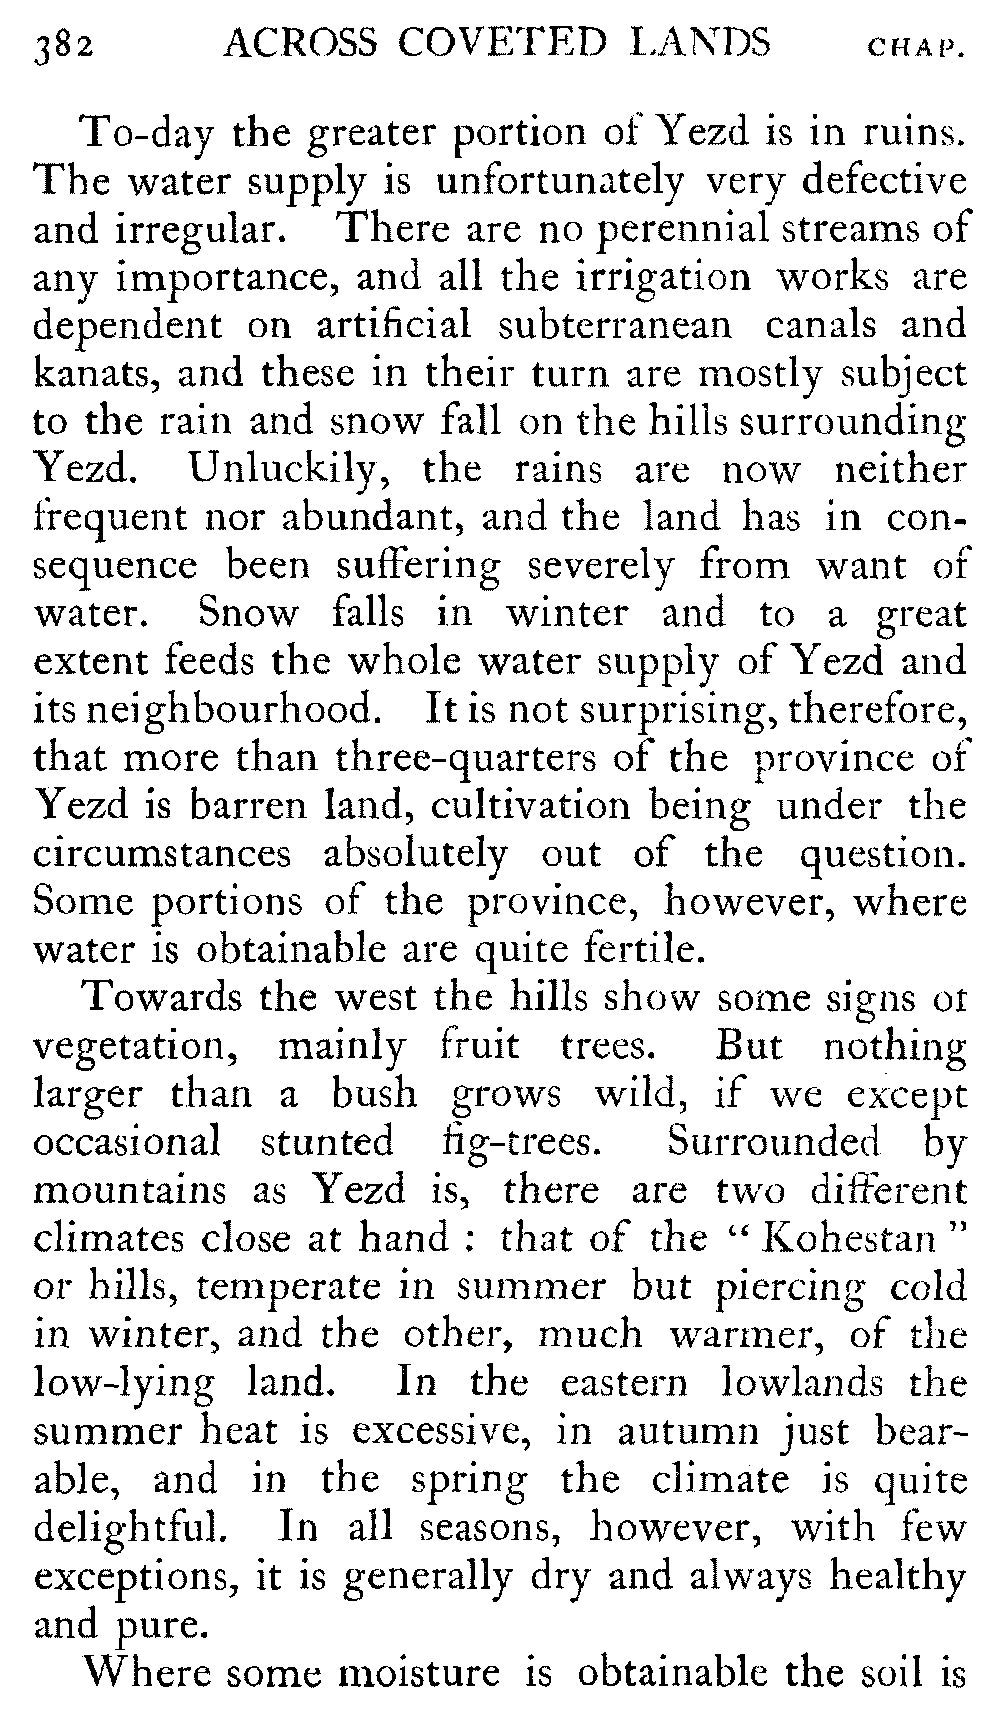 382 ACROSS COVETED LANDS CHAP.
To-day the greater portion of Yezd is in ruins.
The water supply is unfortunately very defective
and irregular. There are no perennial streams of
any importance, and all the irrigation works are
dependent on artificial subterranean canals and
kanats, and these in their turn are mostly subject
to the rain and snow fall on the hills surrounding
Yezd. Unluckily, the rains are now neither
frequent nor abundant, and the land has in con-
sequence been suffering severely from want of
water. Snow falls in winter and to a great
extent feeds the whole water supply of Yezd and
its neighbourhood. It is not surprising, therefore,
that more than three-quarters of the province of
Yezd is barren land, cultivation being under the
circumstances absolutely out of the question.
Some portions of the province, however, where
water is obtainable are quite fertile.
Towards the west the hills show some signs of
vegetation, mainly fruit trees. But nothing
larger than a bush grows wild, if we except
occasional stunted fig-trees. Surrounded by
mountains as Yezd is, there are two different
climates close at hand : that of the “ Kohestan ”
or hills, temperate in summer but piercing cold
in winter, and the other, much warmer, of the
low-lying land. In the eastern lowlands the
summer heat is excessive, in autumn just bear-
able, and in the spring the climate is quite
delightful. In all seasons, however, with few
exceptions, it is generally dry and always healthy
and pure.
Where some moisture is obtainable the soil is